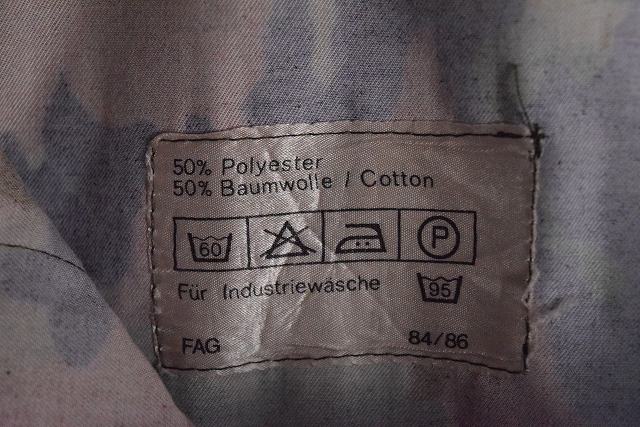 50% Polyester
50% Baumwolle / Cotton
60 P
Für Industriewäsche 95
FAG 84/86